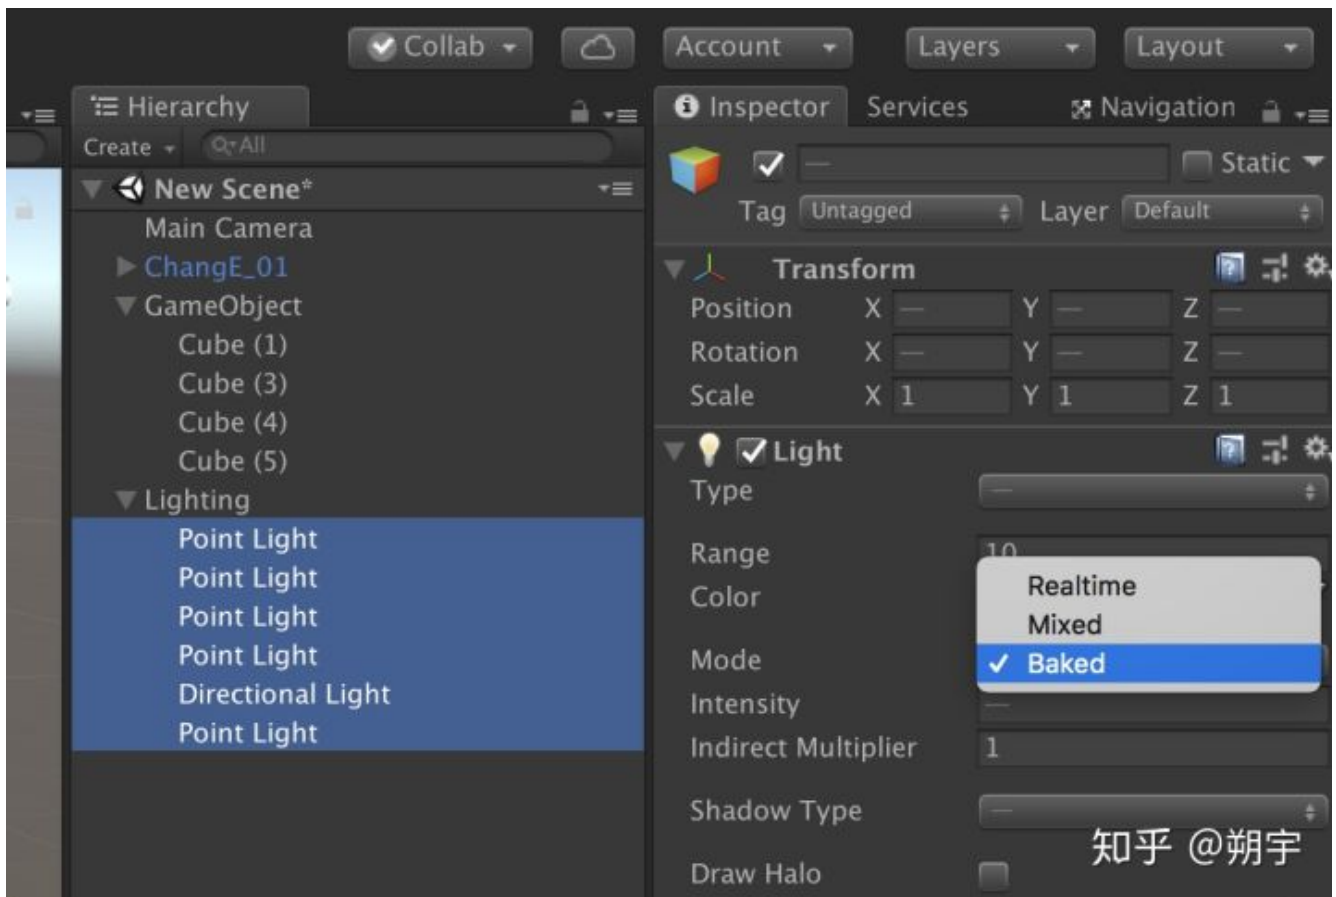 Collab Account Layers Layout
Hierarchy Inspector Services Navigation
Create All
Static
New Scene*
Tag Untagged Layer Default
Main Camera
ChangE_01
Transform
GameObject
Position X — Y — Z —
Cube (1)
Rotation X — Y — Z —
Cube (3)
Scale X 1 Y 1 Z 1
Cube (4)
Light
Cube (5)
Type —
Lighting
Point Light
Range 10
Point Light
Color Realtime
Point Light
Mixed
Point Light
Mode Baked
Directional Light
Intensity —
Point Light
Indirect Multiplier 1
Shadow Type —
知乎 @朔宇
Draw Halo